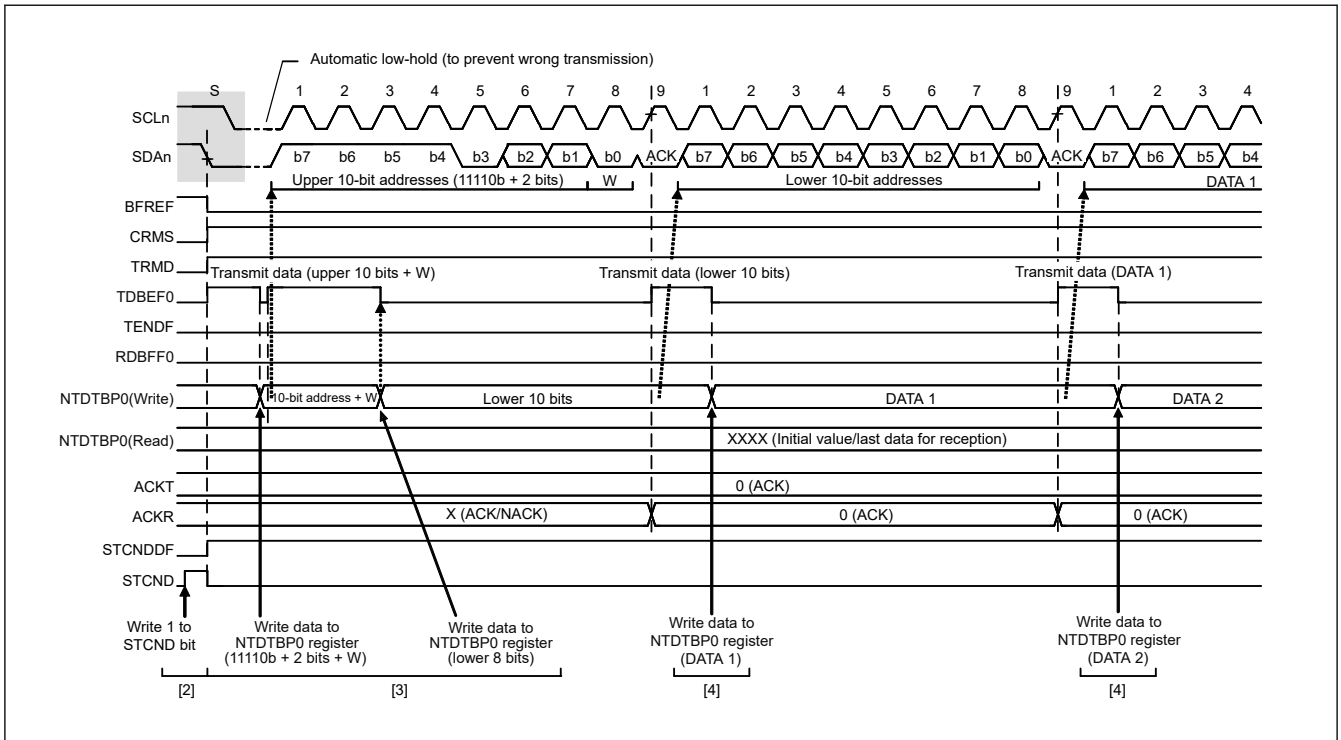 Automatic low-hold (to prevent wrong transmission)
S 1 2 3 4 5 6 7 8 9 1 2 3 4 5 6 7 8 9 1 2 3 4
SCLn
SDAn b7 b6 b5 b4 b3 b2 b1 b0 ACK b7 b6 b5 b4 b3 b2 b1 b0 ACK b7 b6 b5 b4
Upper 10-bit addresses (11110b + 2 bits) W Lower 10-bit addresses DATA 1
BFREF
CRMS
TRMD
Transmit data (upper 10 bits + W) Transmit data (lower 10 bits) Transmit data (DATA 1)
TDBEF0
TENDF
RDBFF0
NTDTBP0(Write) 10-bit address + W Lower 10 bits DATA 1 DATA 2
NTDTBP0(Read) XXXX (Initial value/last data for reception)
ACKT 0 (ACK)
ACKR X (ACK/NACK) 0 (ACK) 0 (ACK)
STCNDDF
STCND
Write 1 to
STCND bit
Write data to
NTDTBP0 register
(11110b + 2 bits + W)
Write data to
NTDTBP0 register
(lower 8 bits)
Write data to
NTDTBP0 register
(DATA 1)
Write data to
NTDTBP0 register
(DATA 2)
[2] [3] [4] [4]